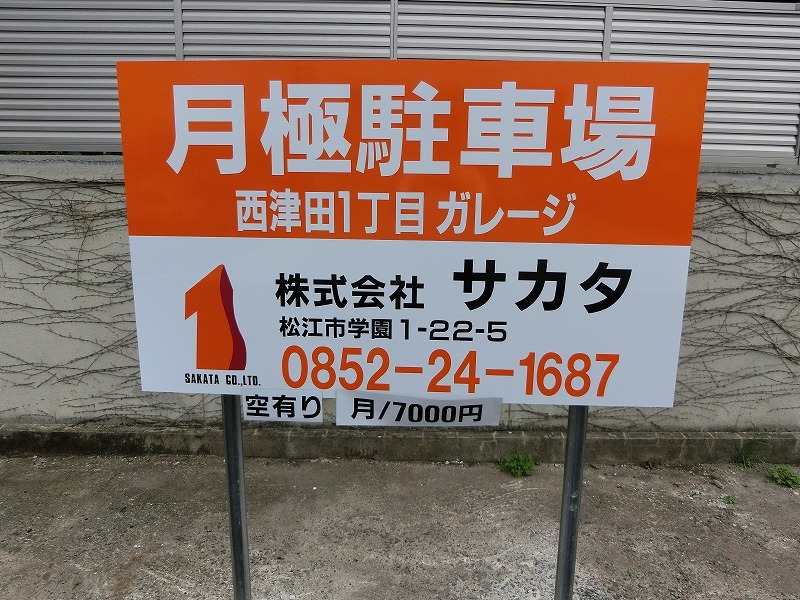 月極駐車場
西津田1丁目 ガレージ
株式会社 サカタ
松江市学園1-22-5
0852-24-1687
SAKATA CO.,LTD.
空有り
月/7000円